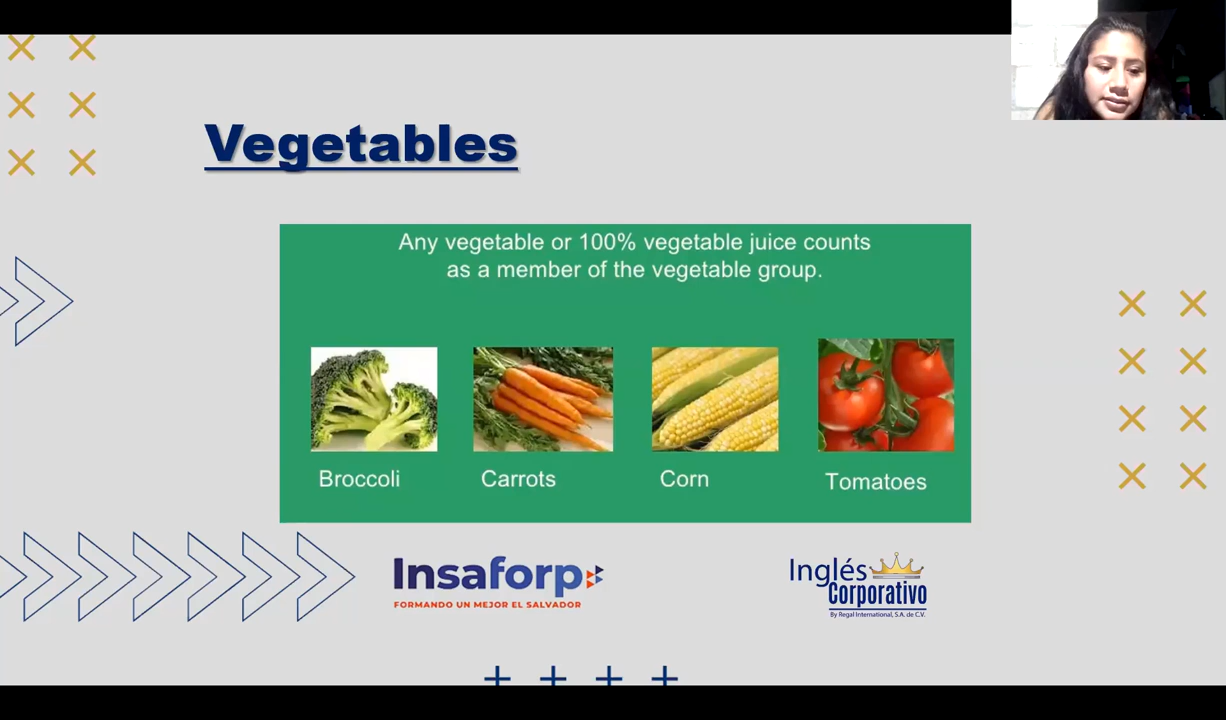 Vegetables
Any vegetable or 100% vegetable juice counts
as a member of the vegetable group.
Broccoli
Carrots
Corn
Tomatoes
Insaforp
FORMANDO UN MEJOR EL SALVADOR
Inglés
Corporativo
By Regal International, S.A. de C.V.